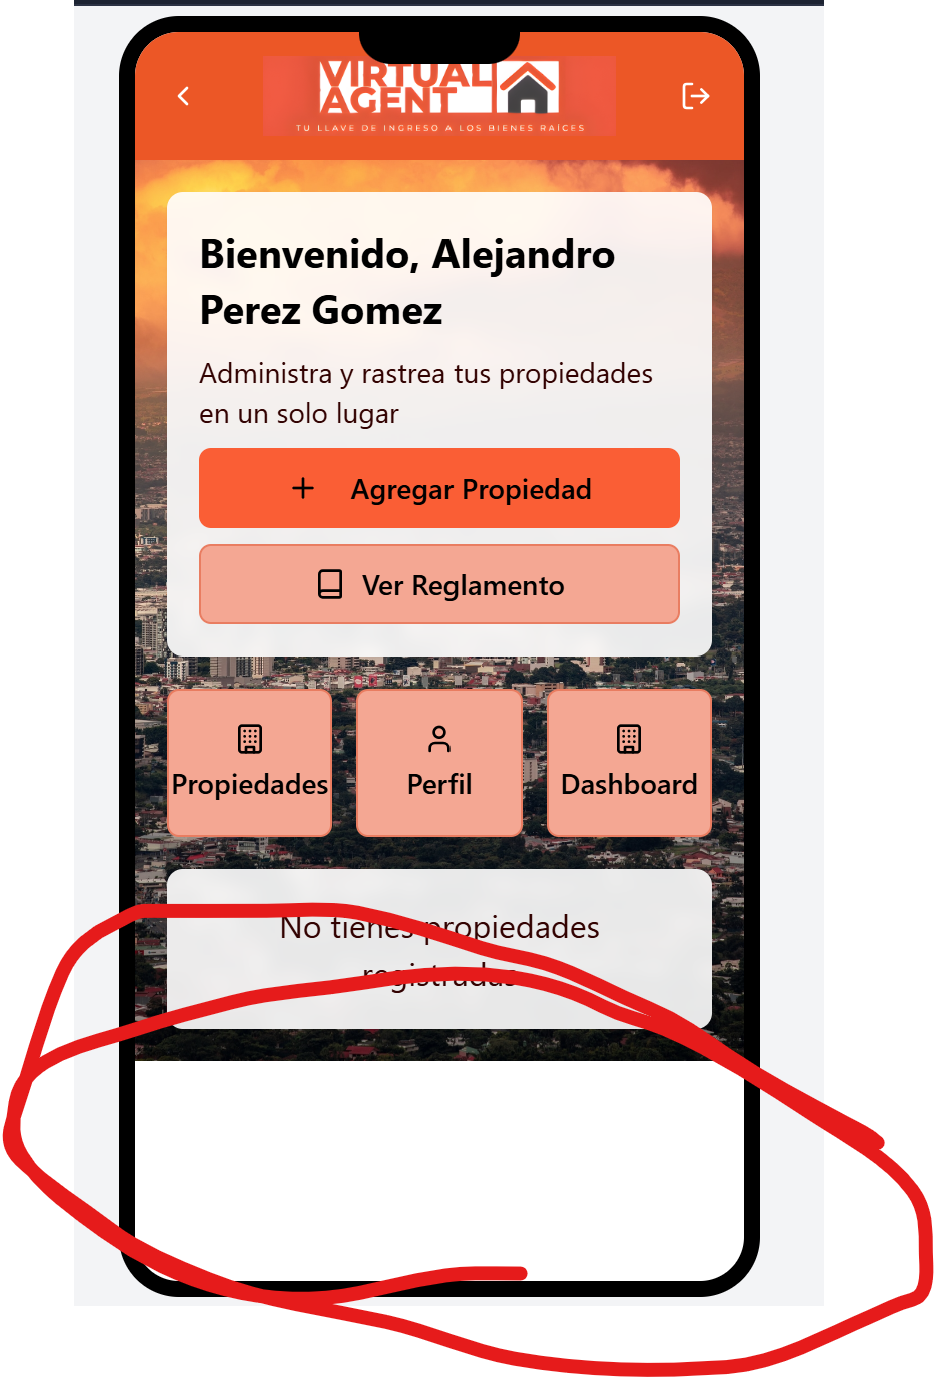 VIRTUAL
AGENT
TU LLAVE DE INGRESO A LOS BIENES RAÍCES
Bienvenido, Alejandro
Perez Gomez
Administra y rastrea tus propiedades
en un solo lugar
Agregar Propiedad
Ver Reglamento
Propiedades
Perfil
Dashboard
No tienes propiedades
registradas